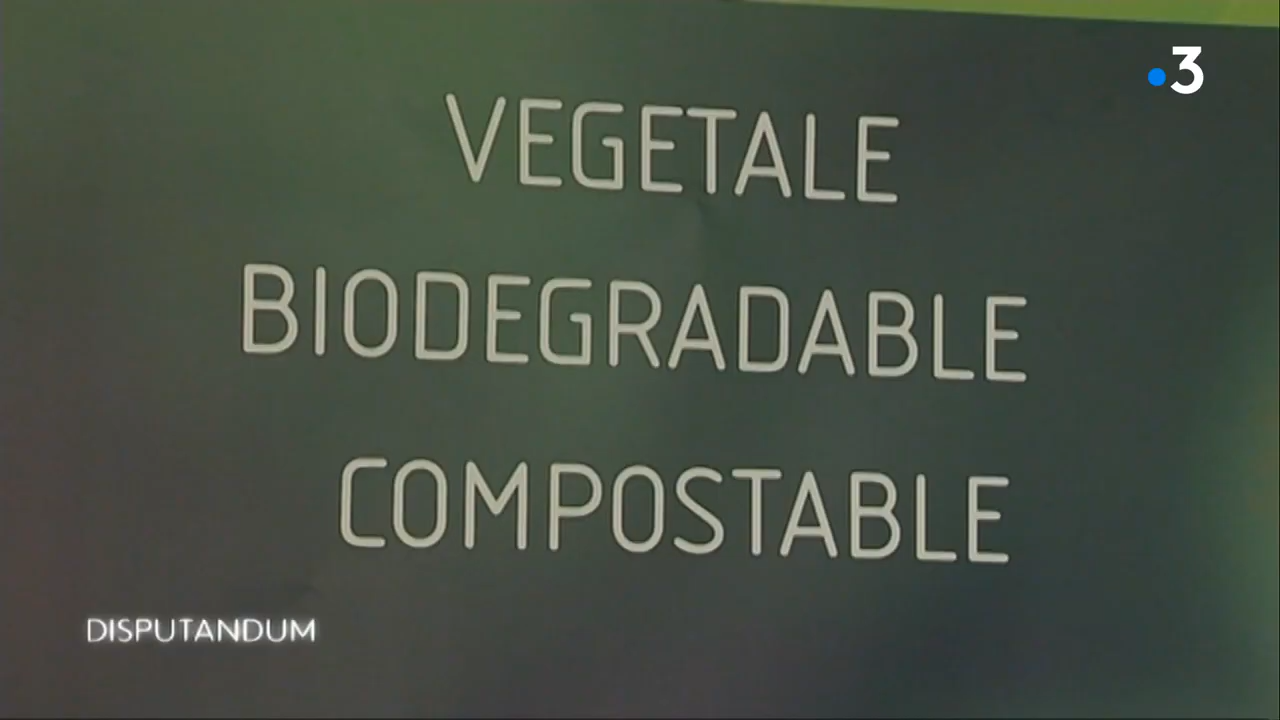 3
VEGETALE
BIODEGRADABLE
COMPOSTABLE
DISPUTANDUM